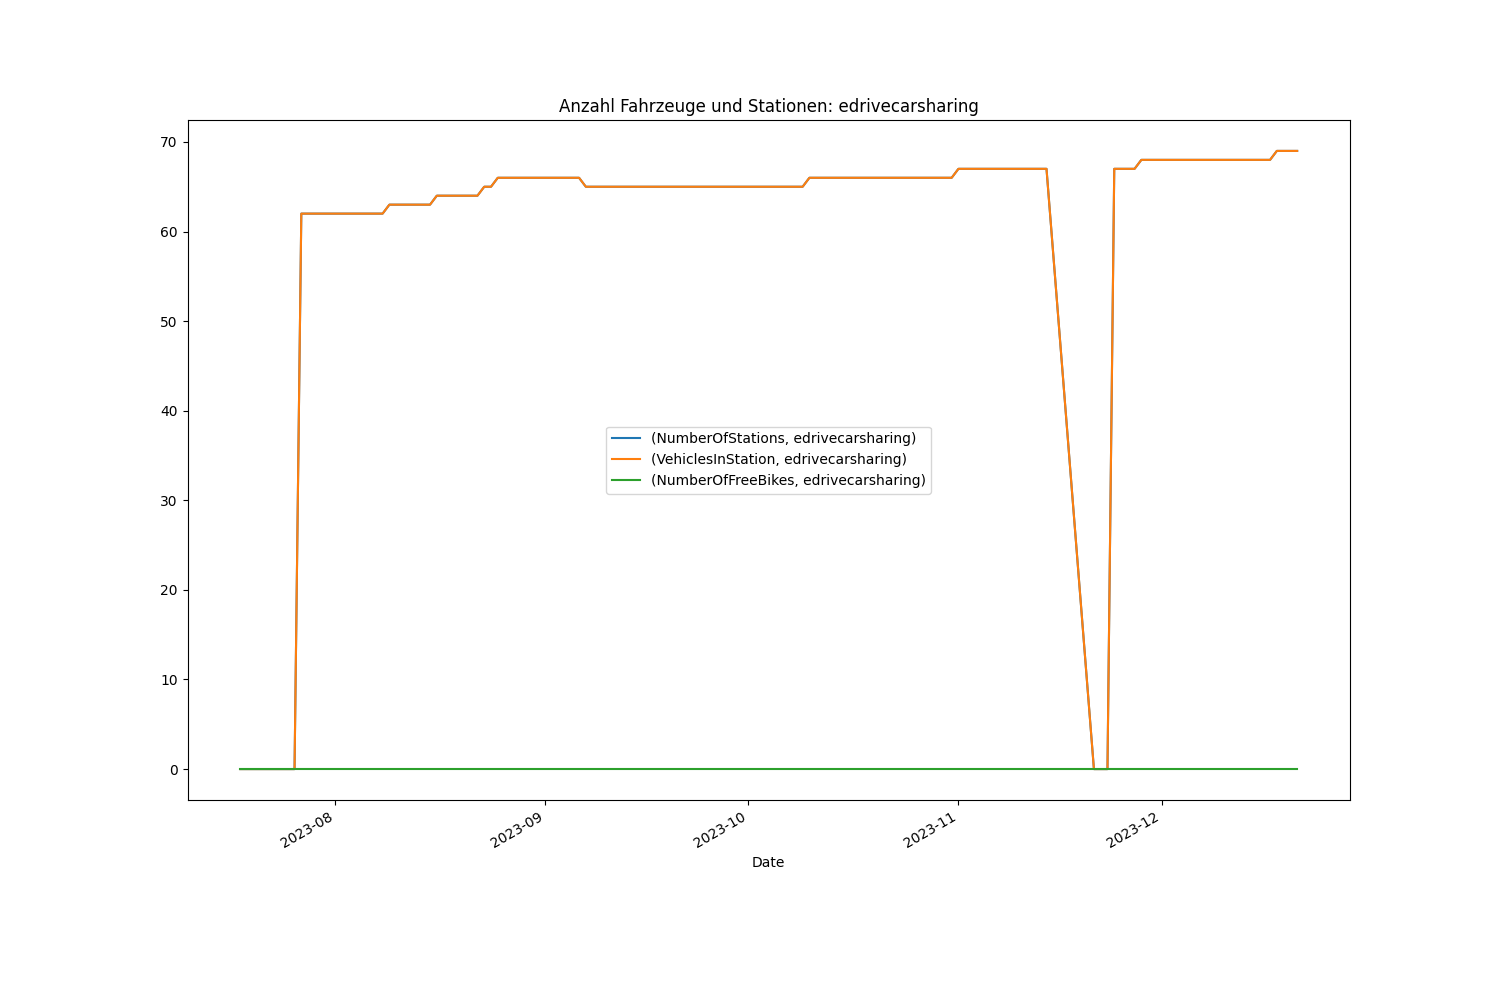 Anzahl Fahrzeuge und Stationen: edrivecarsharing
70
60
50
40
30
20
10
0
(NumberOfStations, edrivecarsharing)
(VehiclesInStation, edrivecarsharing)
(NumberOfFreeBikes, edrivecarsharing)
2023-08
2023-09
2023-10
2023-11
2023-12
Date